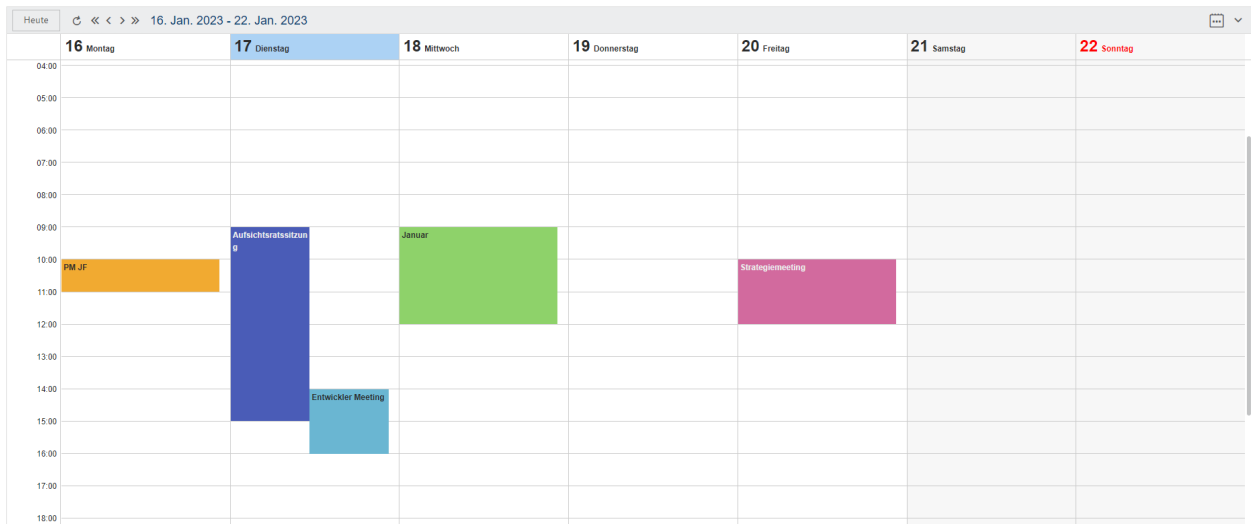 Heute 16. Jan. 2023 - 22. Jan. 2023
16 Montag 17 Dienstag 18 Mittwoch 19 Donnerstag 20 Freitag 21 Samstag 22 Sonntag
04:00
05:00
06:00
07:00
08:00
09:00
Aufsichtsratssitzun
g
Januar
10:00
PM JF
Strategiemeeting
11:00
12:00
13:00
14:00
Entwickler Meeting
15:00
16:00
17:00
18:00